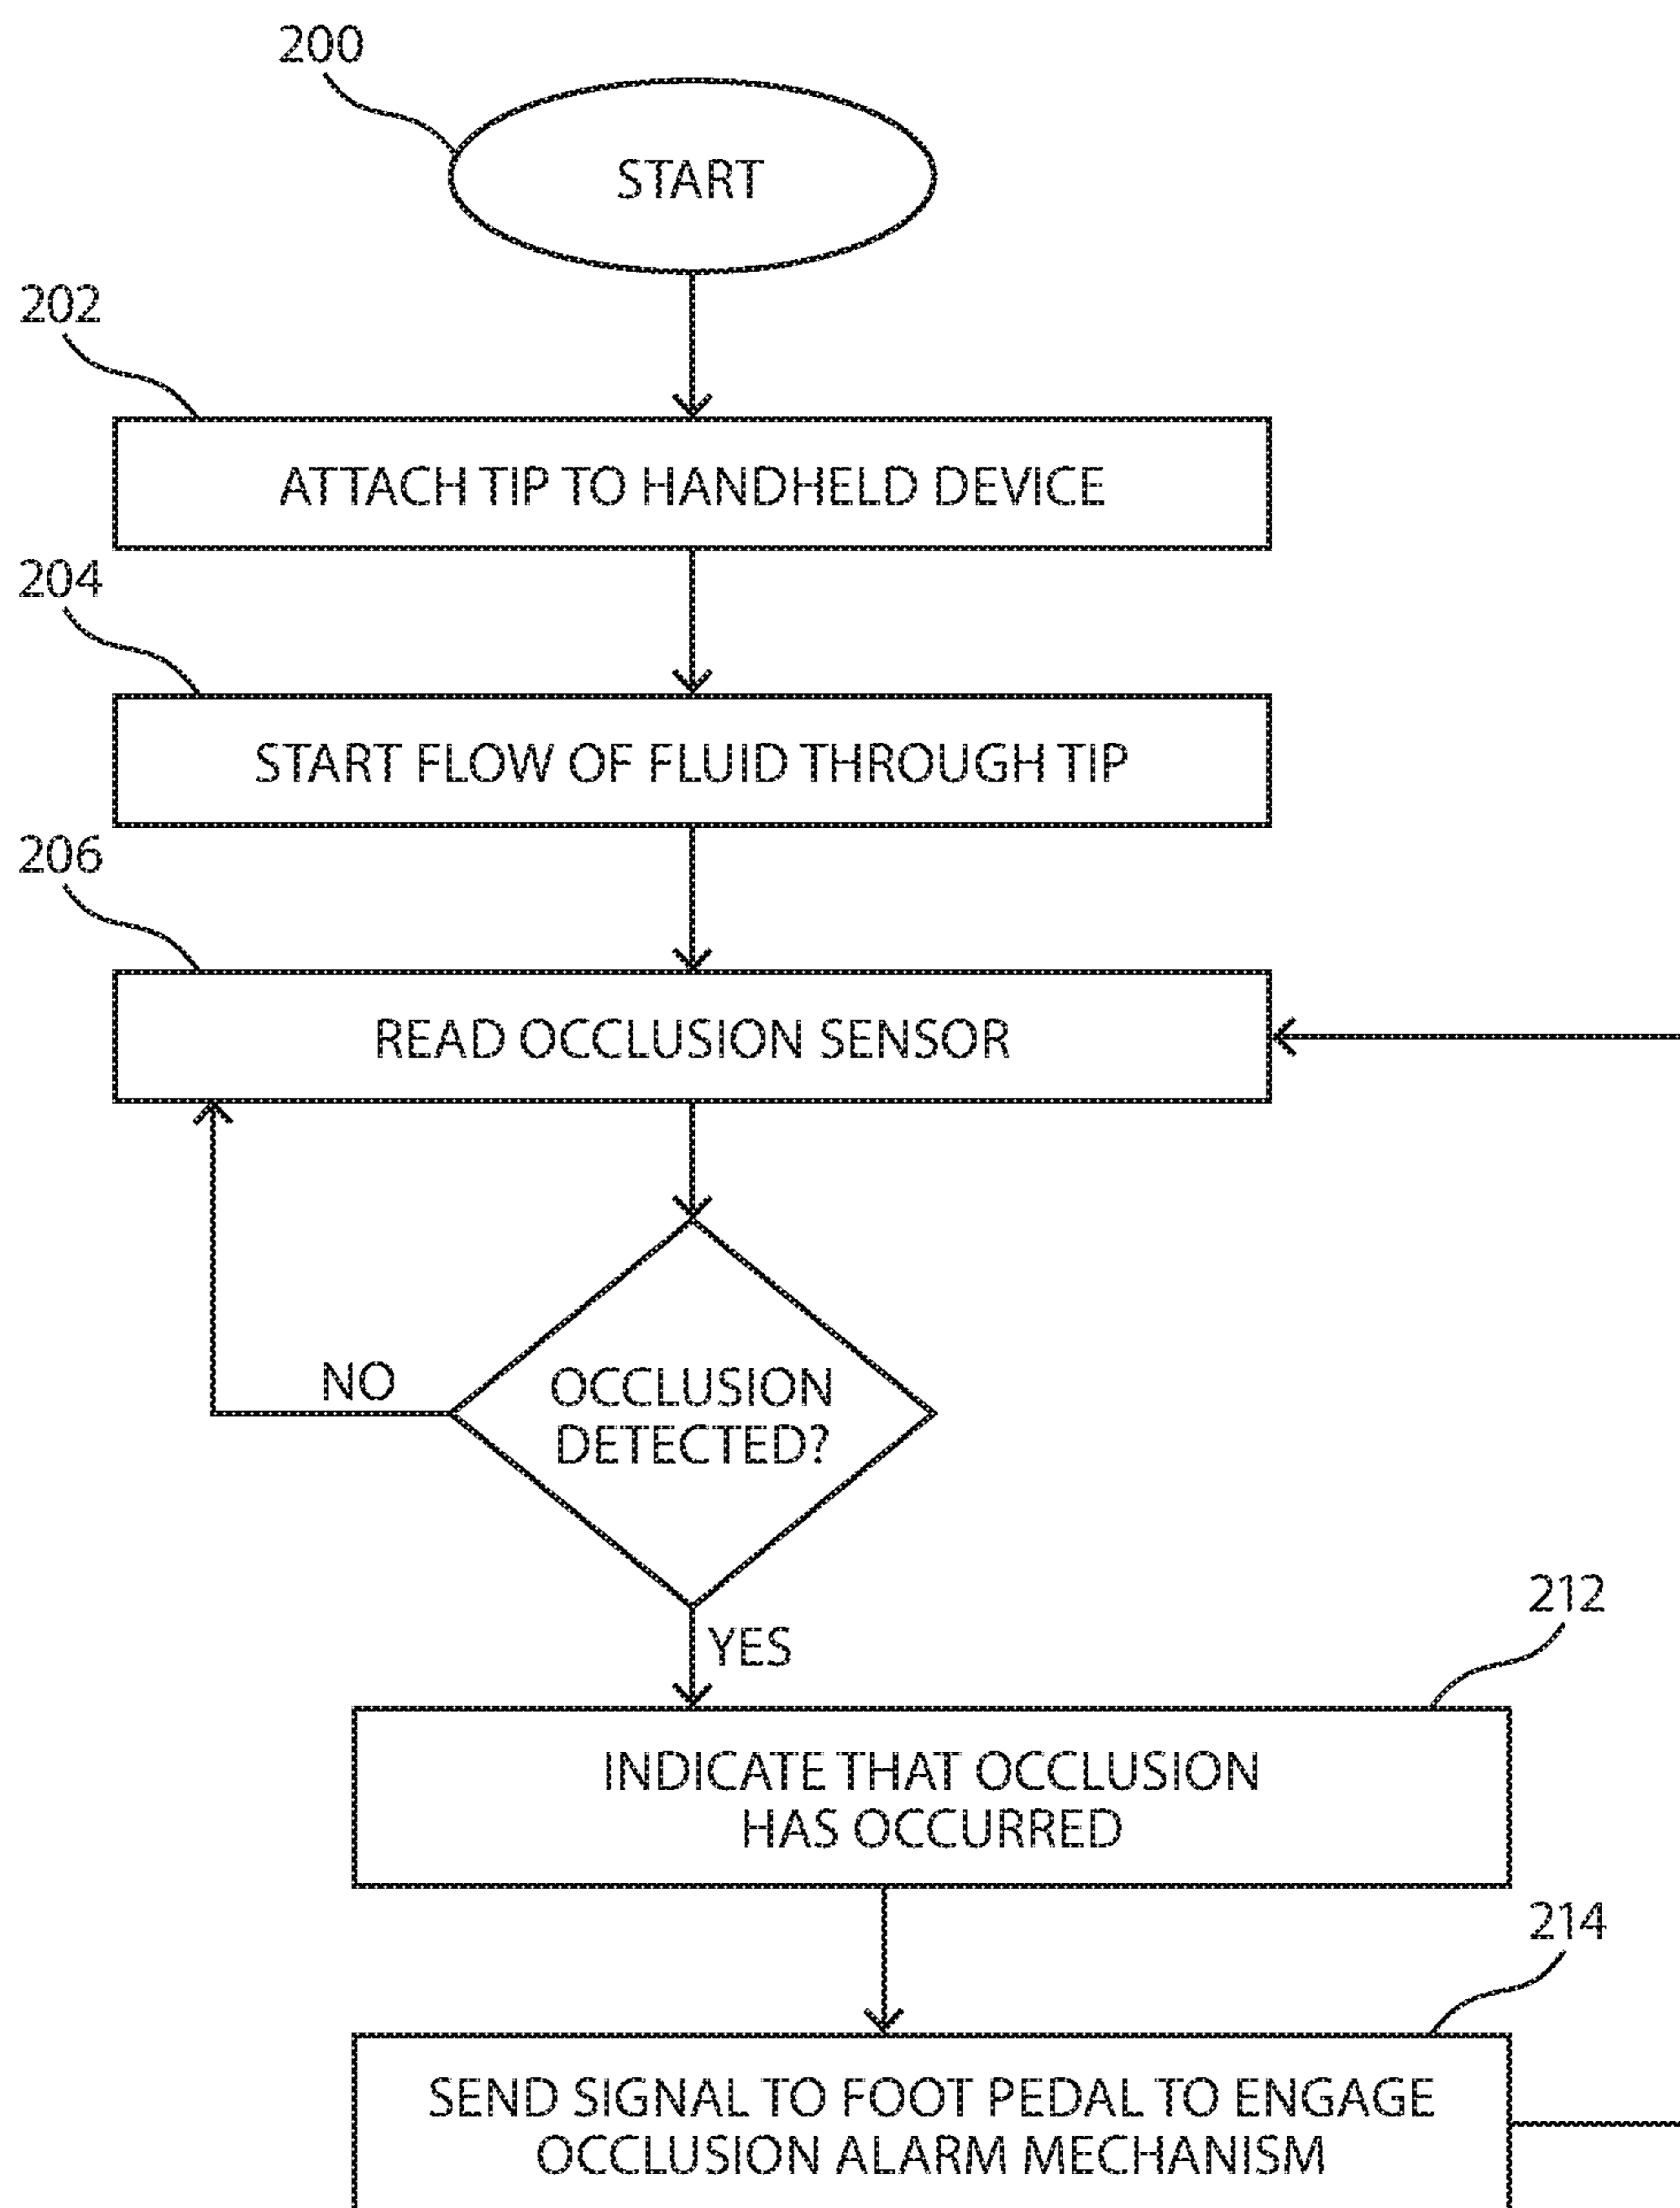 200
START
202
ATTACH TIP TO HANDHELD DEVICE
204
START FLOW OF FLUID THROUGH TIP
206
READ OCCLUSION SENSOR
NO
OCCLUSION
DETECTED?
YES
212
INDICATE THAT OCCLUSION
HAS OCCURRED
214
SEND SIGNAL TO FOOT PEDAL TO ENGAGE
OCCLUSION ALARM MECHANISM